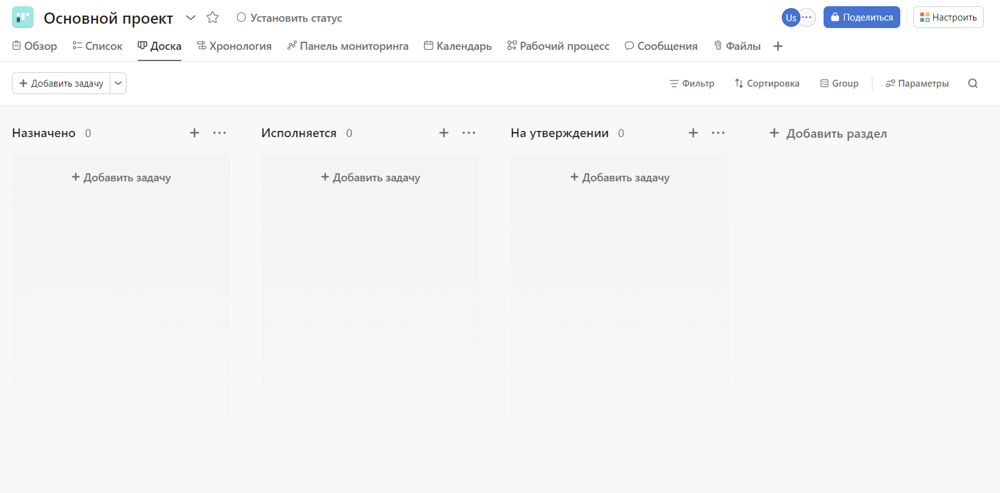 Основной проект Установить статус Us Поделиться Настроить
Обзор Список Доска Хронология Панель мониторинга Календарь Рабочий процесс Сообщения Файлы
Добавить задачу Фильтр Сортировка Group Параметры
Назначено 0 Исполняется 0 На утверждении 0 Добавить раздел
Добавить задачу Добавить задачу Добавить задачу